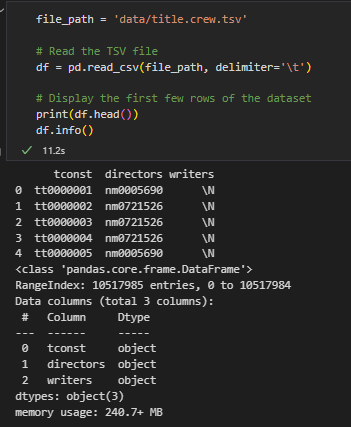 file_path = 'data/title.crew.tsv'
# Read the TSV file
df = pd.read_csv(file_path, delimiter='\t')
# Display the first few rows of the dataset
print(df.head())
df.info()
✓ 11.2s
      tconst  directors writers
0  tt0000001  nm0005690      \N
1  tt0000002  nm0721526      \N
2  tt0000003  nm0721526      \N
3  tt0000004  nm0721526      \N
4  tt0000005  nm0721526      \N
<class 'pandas.core.frame.DataFrame'>
RangeIndex: 10517985 entries, 0 to 10517984
Data columns (total 3 columns):
 #   Column     Dtype
---  ------     -----
 0   tconst     object
 1   directors  object
 2   writers    object
dtypes: object(3)
memory usage: 240.7+ MB